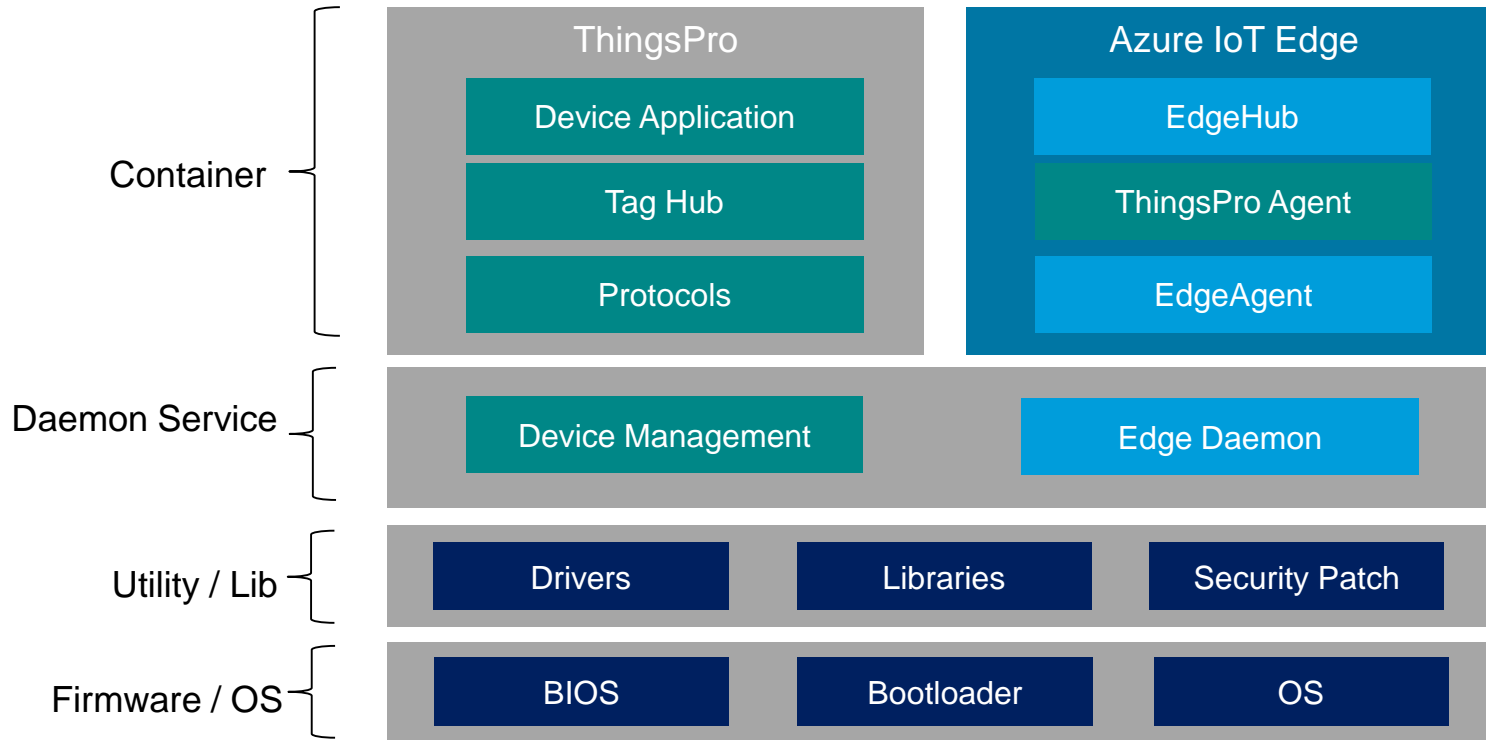 ThingsPro
Azure IoT Edge
Container
Device Application
EdgeHub
Tag Hub
ThingsPro Agent
Protocols
EdgeAgent
Daemon Service
Device Management
Edge Daemon
Utility / Lib
Drivers
Libraries
Security Patch
Firmware / OS
BIOS
Bootloader
OS